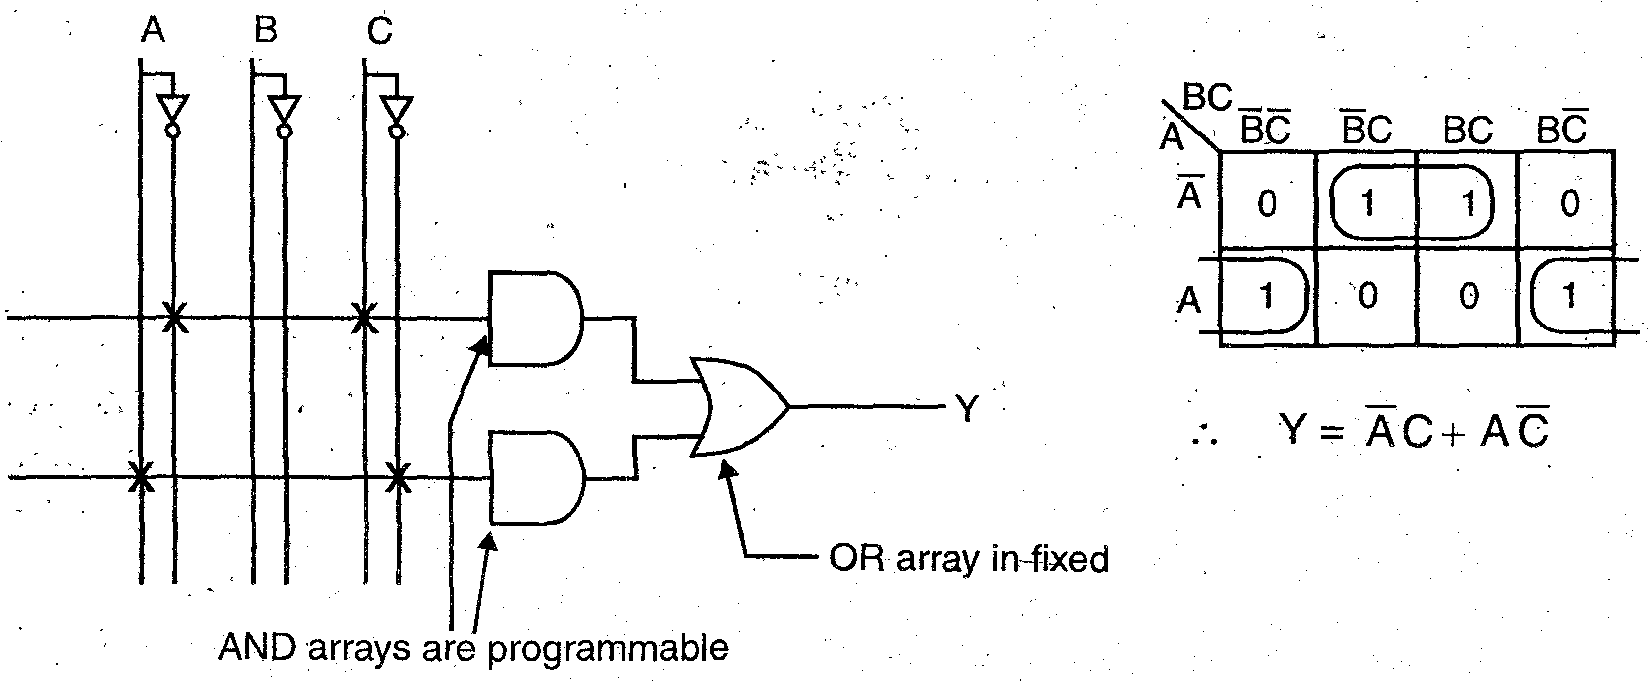 A B C
Y
OR array in-fixed
AND arrays are programmable
BC
A
B̅C̅ B̅C BC BC̅
A̅ 0 1 1 0
A 1 0 0 1
∴ Y = A̅C + AC̅